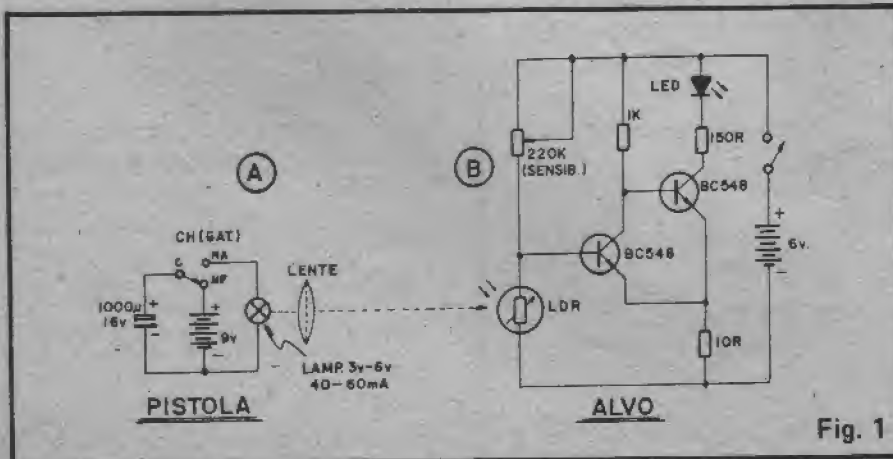 A
CH (GAT.)
C
NA
NF
1000µ
16v
+
-
+
9v
-
LENTE
LAMP. 3v-6v
40-60mA
PISTOLA
B
220K
(SENSIB.)
LDR
1K
BC548
LED
150R
BC548
10R
+
6v.
-
ALVO
Fig. 1